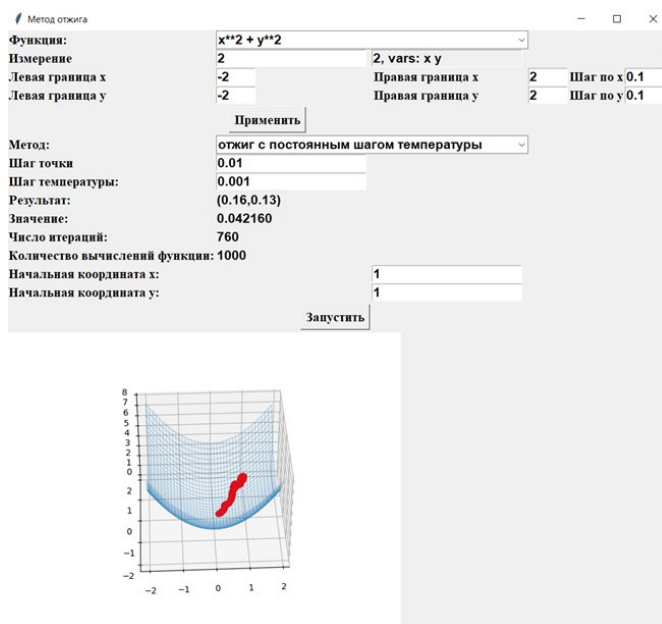 Метод отжига
Функция: x**2 + y**2
Измерение 2 2, vars: x y
Левая граница x -2 Правая граница x 2 Шаг по x 0.1
Левая граница y -2 Правая граница y 2 Шаг по y 0.1
Применить
Метод: отжиг с постоянным шагом температуры
Шаг точки 0.01
Шаг температуры: 0.001
Результат: (0.16,0.13)
Значение: 0.042160
Число итераций: 760
Количество вычислений функции: 1000
Начальная координата x: 1
Начальная координата y: 1
Запустить
8
7
6
5
4
3
2
1
0
2
1
0
−1
−2
−2 −1 0 1 2